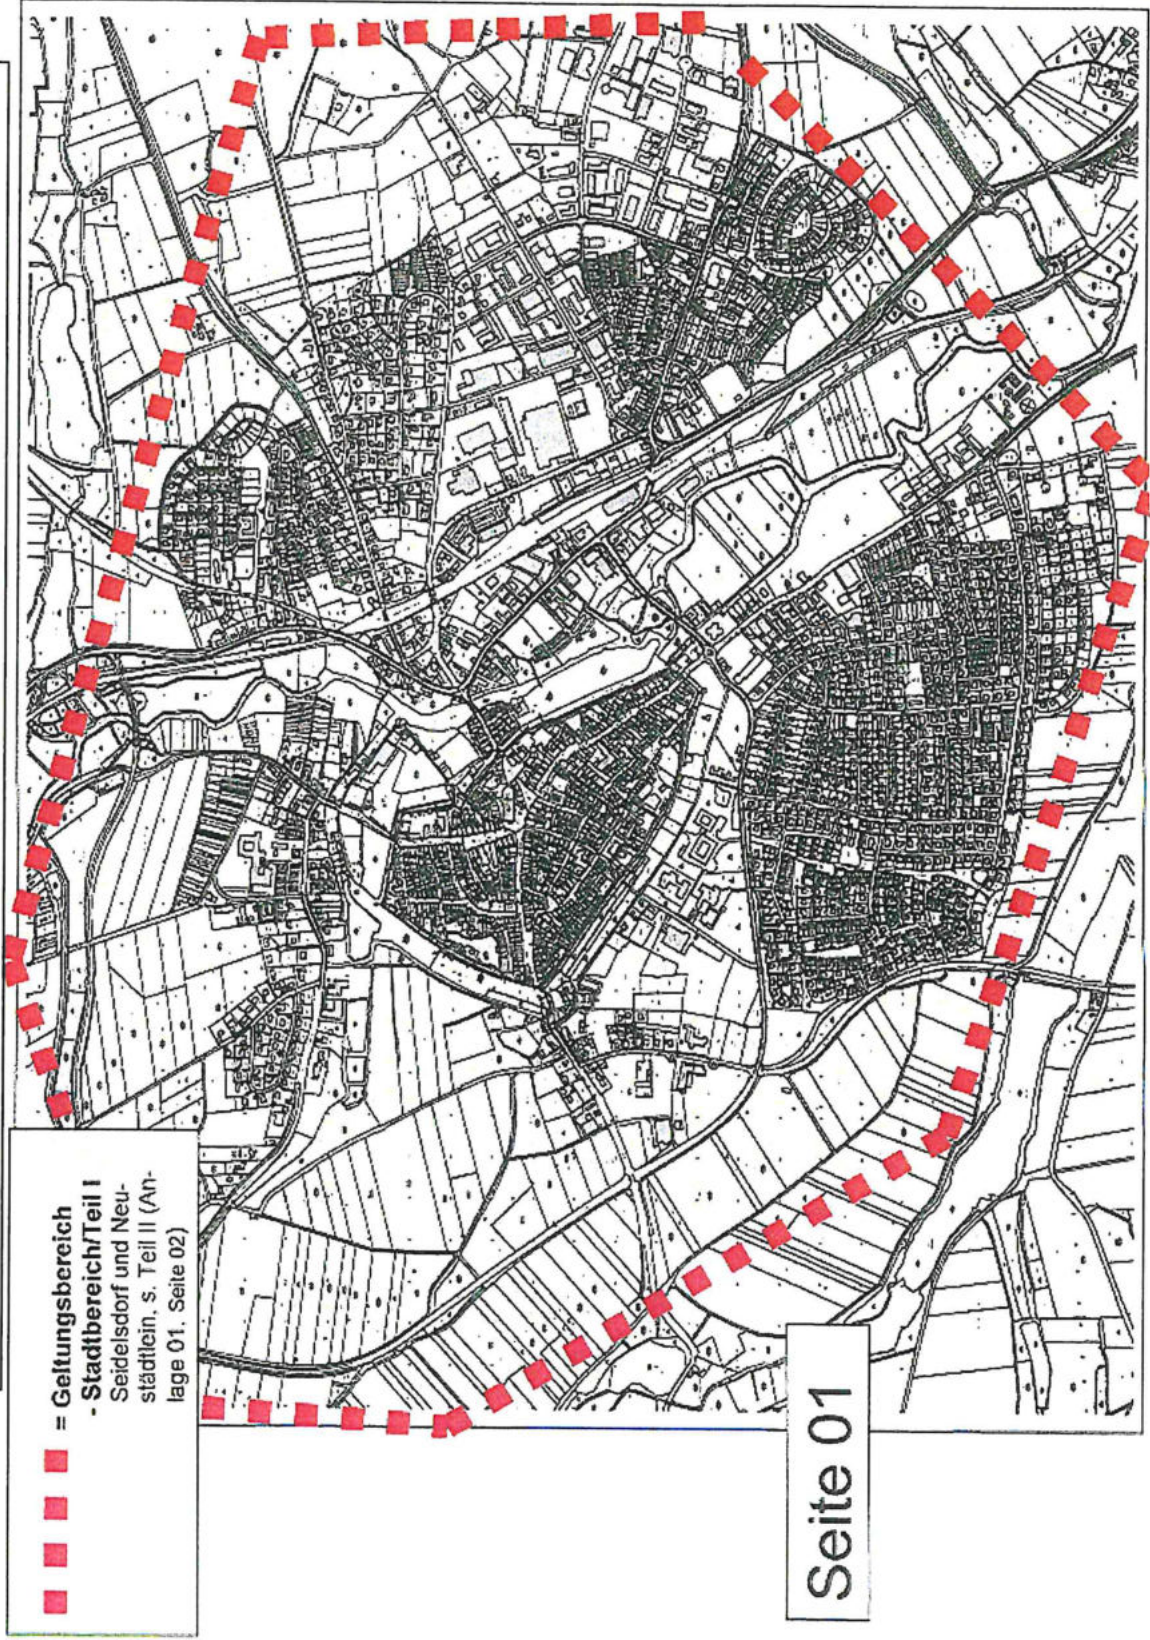 = Geltungsbereich
- Stadtbereich/Teil I
Seidelsdorf und Neu-
städtlein, s. Teil II (An-
lage 01, Seite 02)
Seite 01